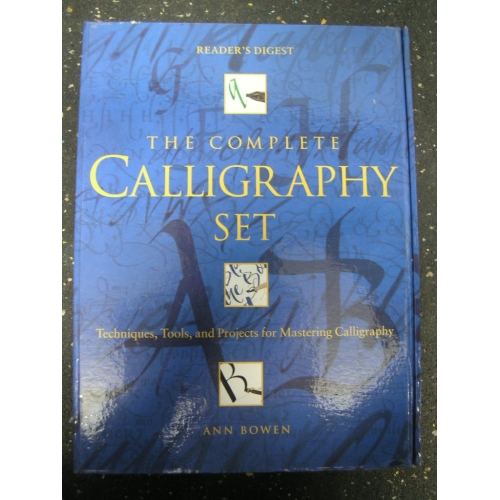 READER'S DIGEST
THE COMPLETE
CALLIGRAPHY
SET
Techniques, Tools, and Projects for Mastering Calligraphy
ANN BOWEN